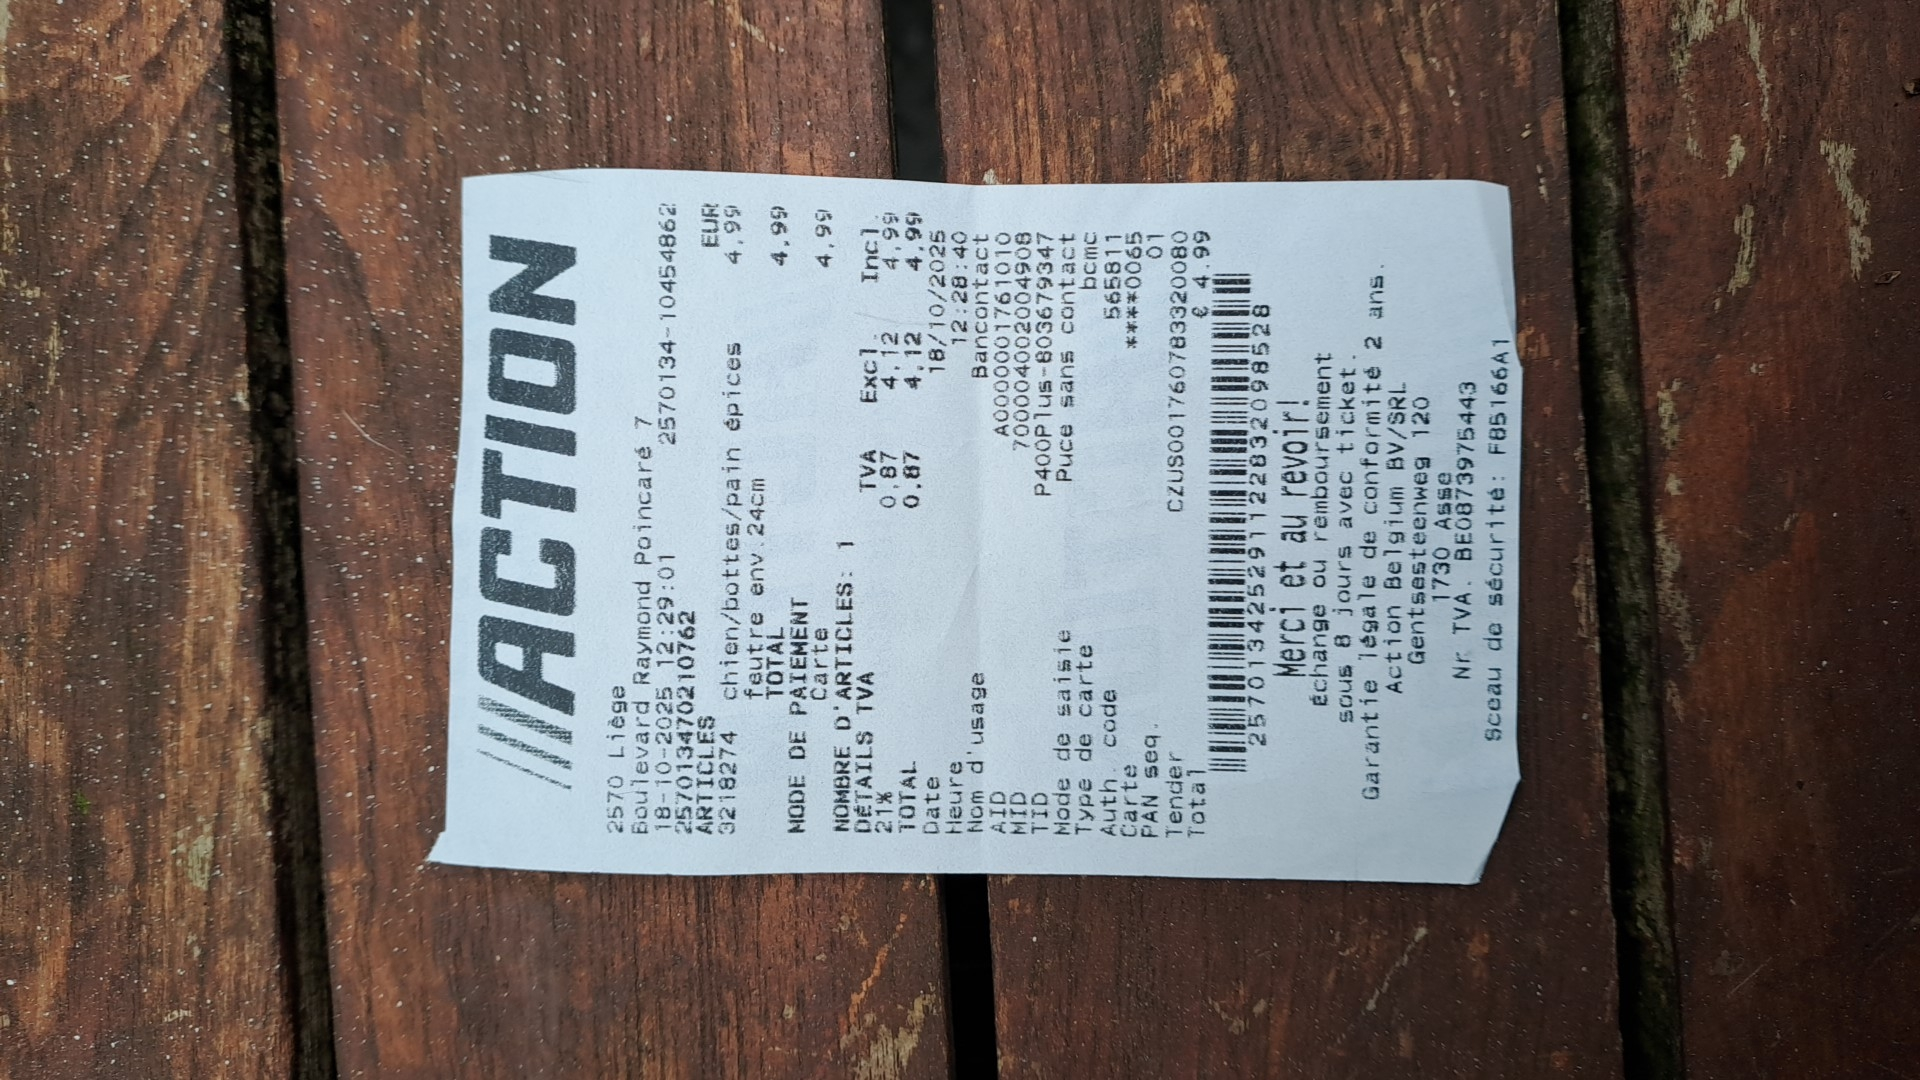 ///ACTION
2570 Liège
Boulevard Raymond Poincaré 7
18-10-2025 12:29:01 2570134-10454862
257013470210762
ARTICLES EUR
3218274 chien/bottes/pain épices 4,99
feutre env.24cm
TOTAL 4,99
MODE DE PAIEMENT
Carte 4,99
NOMBRE D'ARTICLES: 1
DÉTAILS TVA TVA Excl. Incl.
21% 0.87 4,12 4,99
TOTAL 0.87 4,12 4,99
Date 18/10/2025
Heure 12:28:40
Nom d'usage Bancontact
AID A0000001761010
MID 700004002004908
TID P400Plus-803679347
Mode de saisie Puce sans contact
Type de carte bcmc
Auth. code 565811
Carte ****0065
PAN seq. 01
Tender CZUS001760783320080
Total € 4.99
257013425291122832098528
Merci et au revoir!
échange ou remboursement
sous 8 jours avec ticket.
Garantie légale de conformité 2 ans.
Action Belgium BV/SRL
Gentsesteenweg 120
1730 Asse
Nr. TVA. BE0873975443
Sceau de sécurité: F85166A1